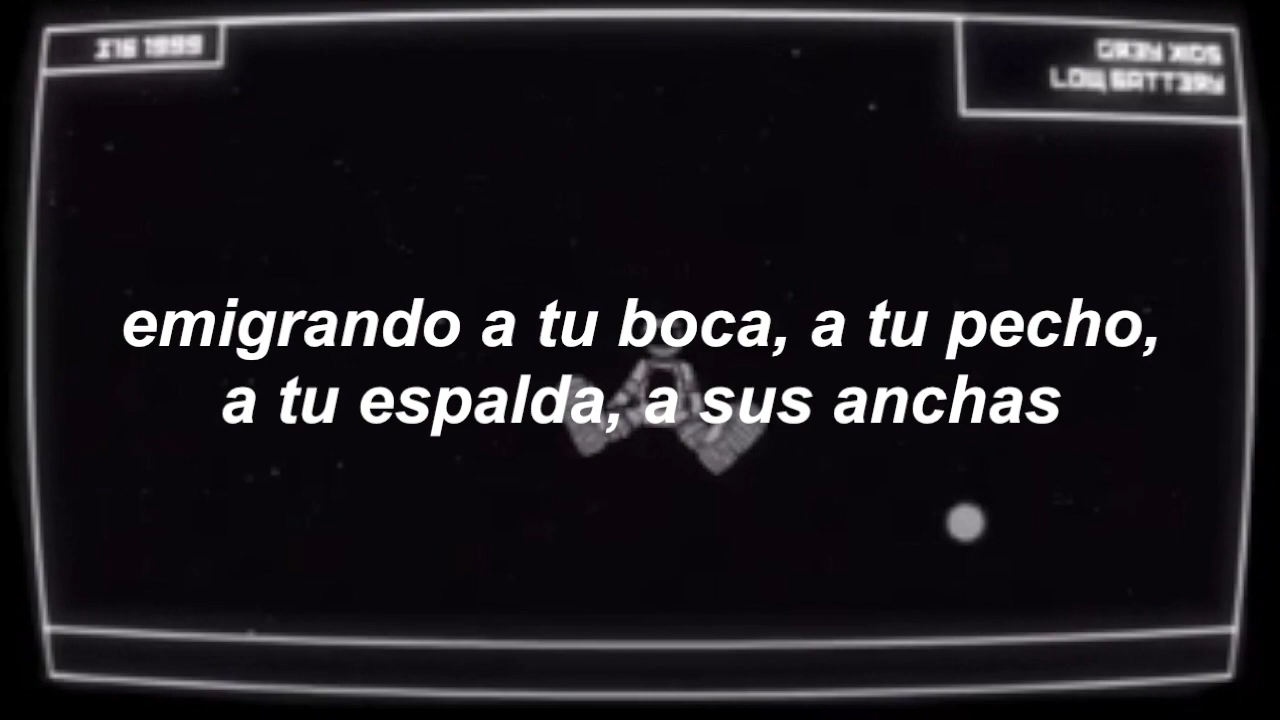 emigrando a tu boca, a tu pecho,
a tu espalda, a sus anchas